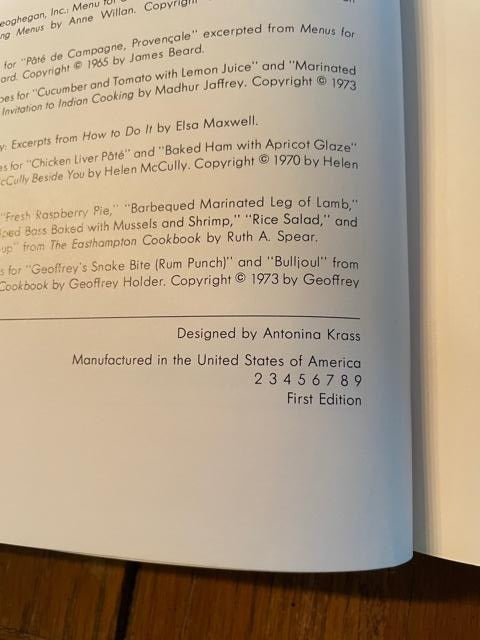 eoghegan, Inc.: Menu for
ng Menus by Anne Willan. Copyright
for "Pâté de Campagne, Provençale" excerpted from Menus for
ard. Copyright © 1965 by James Beard.
pes for "Cucumber and Tomato with Lemon Juice" and "Marinated
Invitation to Indian Cooking by Madhur Jaffrey. Copyright © 1973
y: Excerpts from How to Do It by Elsa Maxwell.
es for "Chicken Liver Pâté" and "Baked Ham with Apricot Glaze"
cCully Beside You by Helen McCully. Copyright © 1970 by Helen
"Fresh Raspberry Pie," "Barbequed Marinated Leg of Lamb,"
iped Bass Baked with Mussels and Shrimp," "Rice Salad," and
up" from The Easthampton Cookbook by Ruth A. Spear.
s for "Geoffrey's Snake Bite (Rum Punch)" and "Bulljoul" from
Cookbook by Geoffrey Holder. Copyright © 1973 by Geoffrey
Designed by Antonina Krass
Manufactured in the United States of America
2 3 4 5 6 7 8 9
First Edition